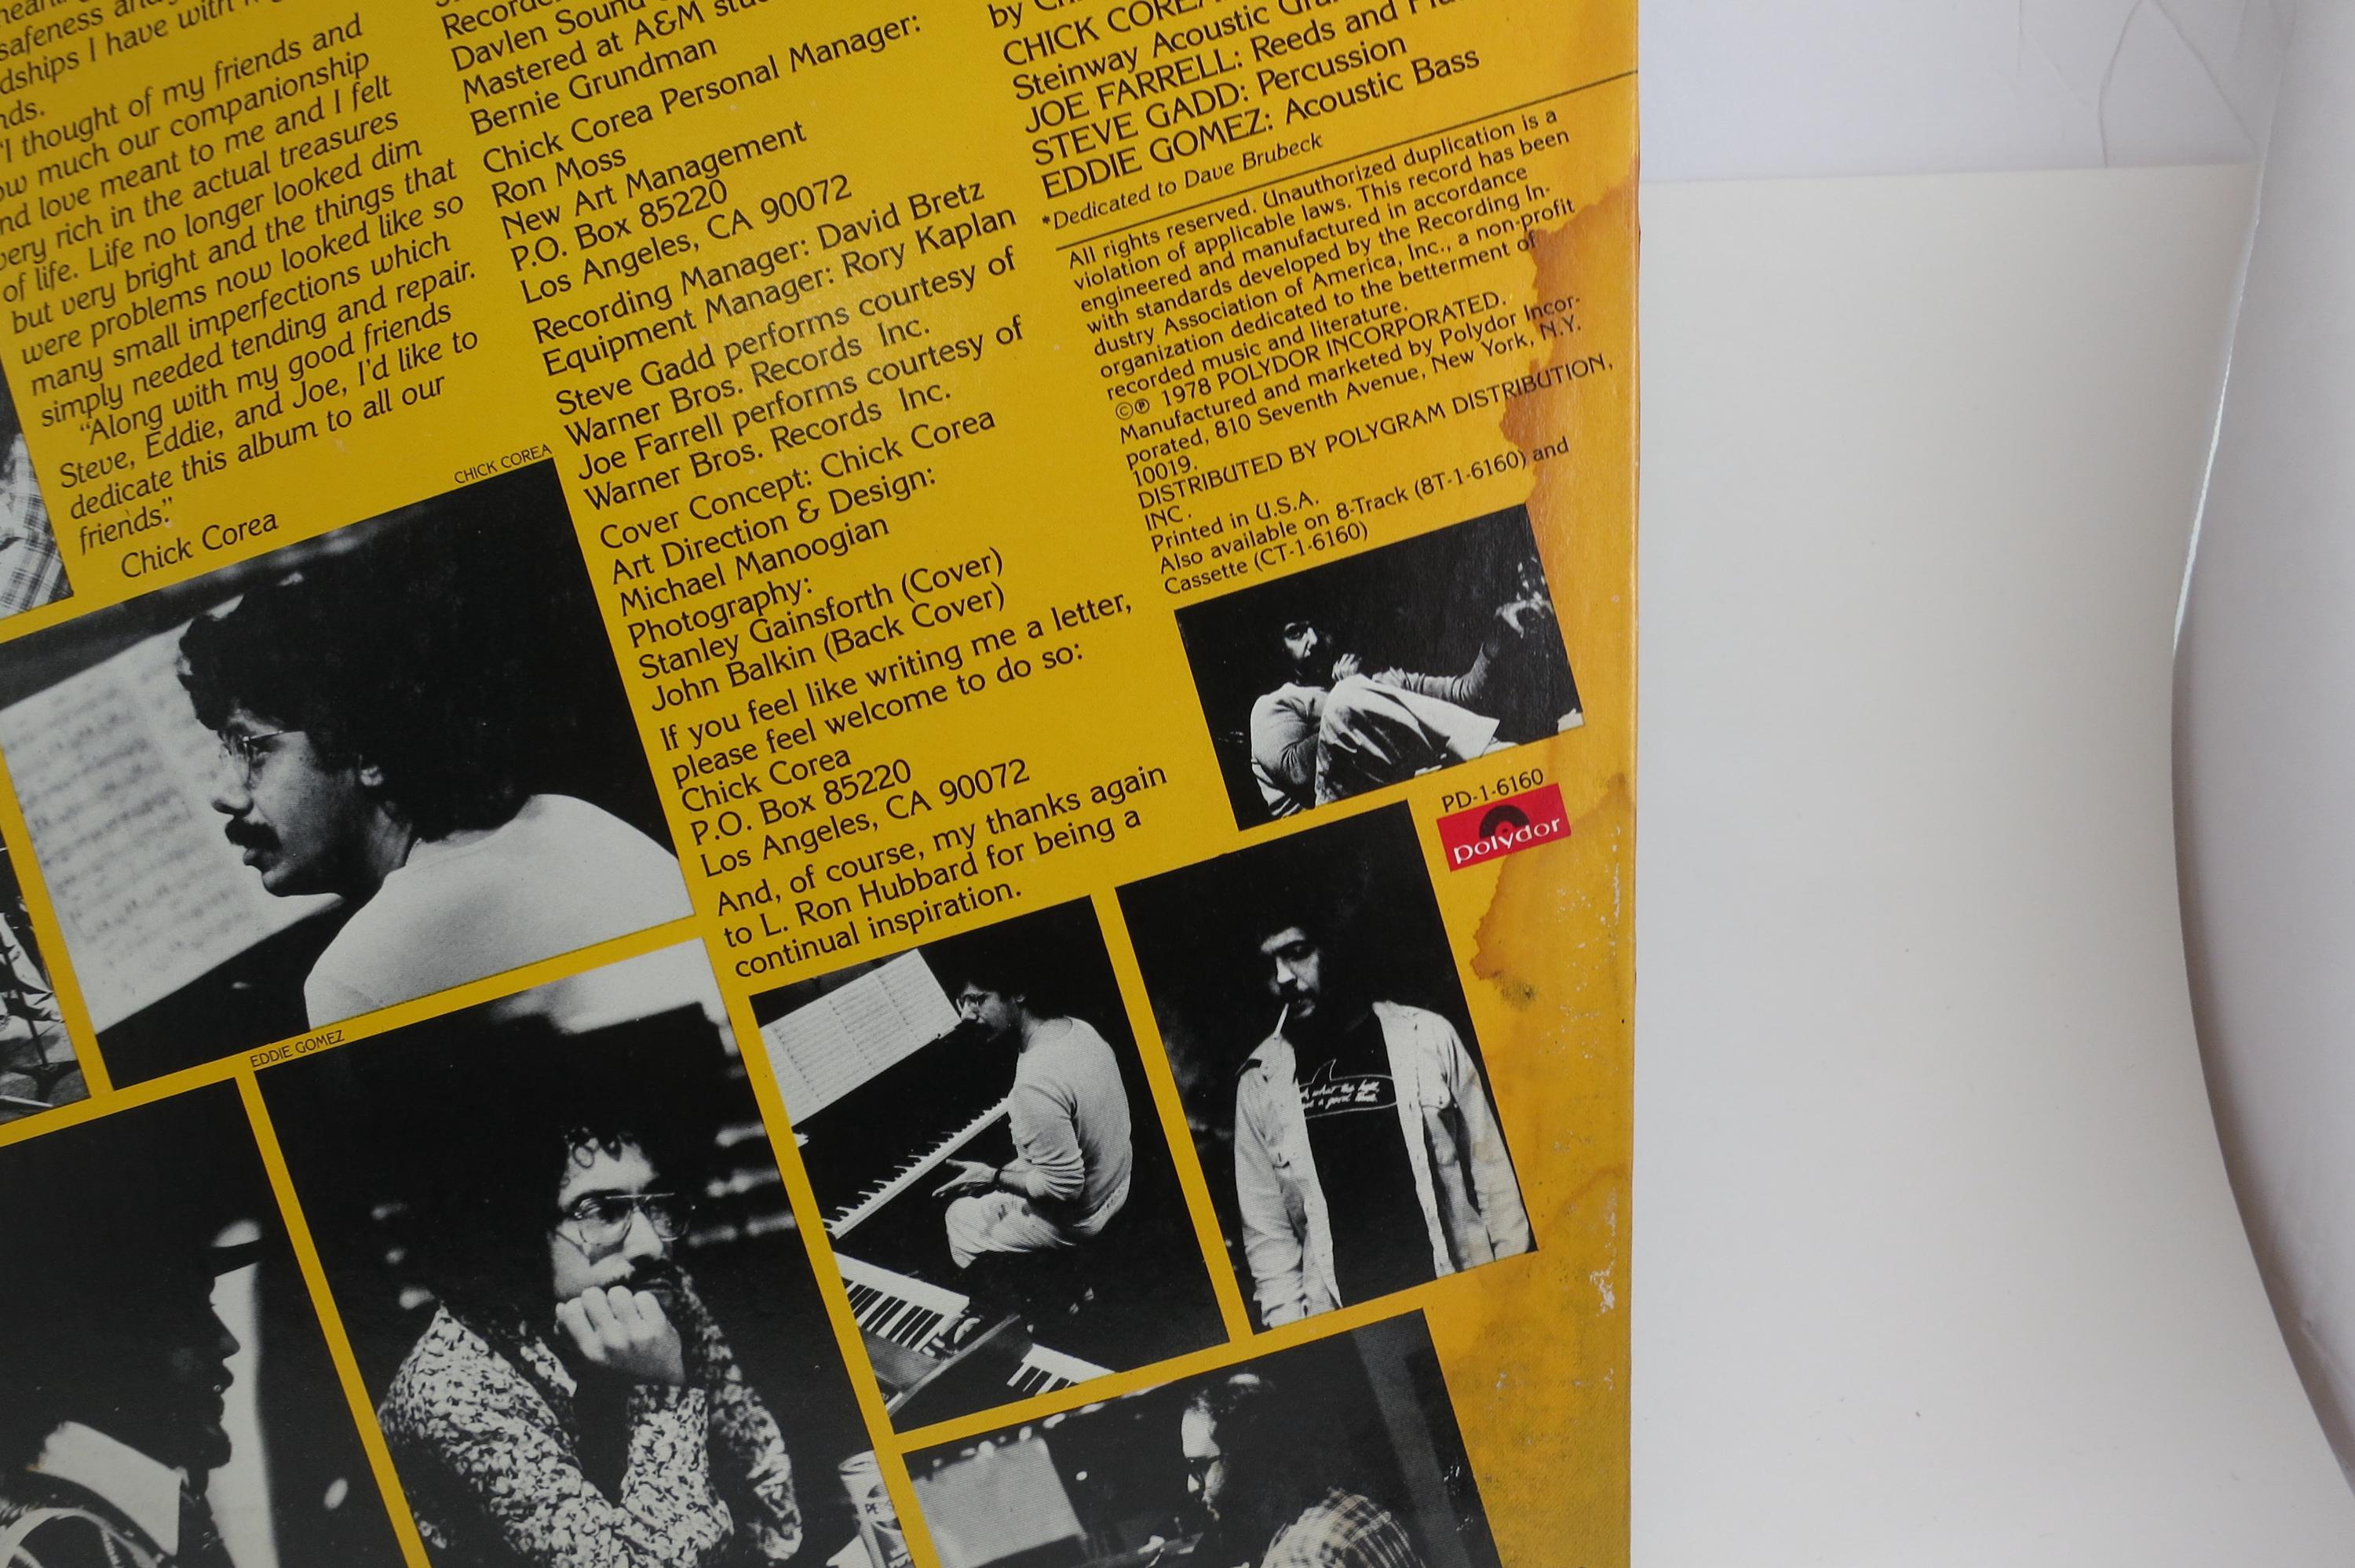 safeness and
dships I have with
nds.
"I thought of my friends and
ow much our companionship
nd love meant to me and I felt
very rich in the actual treasures
of life. Life no longer looked dim
but very bright and the things that
were problems now looked like so
many small imperfections which
simply needed tending and repair.
"Along with my good friends
Steve, Eddie, and Joe, I'd like to
dedicate this album to all our
friends."
Chick Corea
CHICK COREA
EDDIE GOMEZ
Davlen Sound
Mastered at A&M
Bernie Grundman
Chick Corea Personal Manager:
Ron Moss
New Art Management
P.O. Box 85220
Los Angeles, CA 90072
Recording Manager: David Bretz
Equipment Manager: Rory Kaplan
Steve Gadd performs courtesy of
Warner Bros. Records Inc.
Joe Farrell performs courtesy of
Warner Bros. Records Inc.
Cover Concept: Chick Corea
Art Direction & Design:
Michael Manoogian
Photography:
Stanley Gainsforth (Cover)
John Balkin (Back Cover)
If you feel like writing me a letter,
please feel welcome to do so:
Chick Corea
P.O. Box 85220
Los Angeles, CA 90072
And, of course, my thanks again
to L. Ron Hubbard for being a
continual inspiration.
by
CHICK COREA
Steinway Acoustic
JOE FARRELL: Reeds and
STEVE GADD: Percussion
EDDIE GOMEZ: Acoustic Bass
*Dedicated to Dave Brubeck
All rights reserved. Unauthorized duplication is a
violation of applicable laws. This record has been
engineered and manufactured in accordance
with standards developed by the Recording In-
dustry Association of America, Inc., a non-profit
organization dedicated to the betterment of
recorded music and literature.
©℗ 1978 POLYDOR INCORPORATED.
Manufactured and marketed by Polydor Incor-
porated, 810 Seventh Avenue, New York, N.Y.
10019.
DISTRIBUTED BY POLYGRAM DISTRIBUTION,
INC.
Printed in U.S.A.
Also available on 8-Track (8T-1-6160) and
Cassette (CT-1-6160)
PD-1-6160
polydor